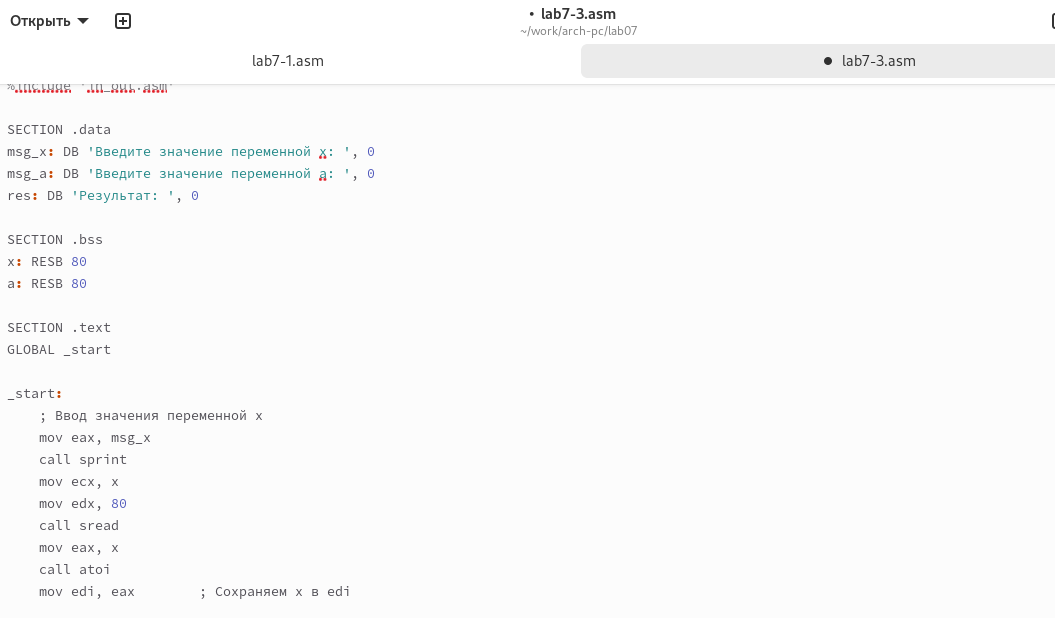 Открыть
• lab7-3.asm
~/work/arch-pc/lab07
lab7-1.asm
● lab7-3.asm
%include 'in_out.asm'
SECTION .data
msg_x: DB 'Введите значение переменной x: ', 0
msg_a: DB 'Введите значение переменной a: ', 0
res: DB 'Результат: ', 0
SECTION .bss
x: RESB 80
a: RESB 80
SECTION .text
GLOBAL _start
_start:
; Ввод значения переменной x
mov eax, msg_x
call sprint
mov ecx, x
mov edx, 80
call sread
mov eax, x
call atoi
mov edi, eax ; Сохраняем x в edi